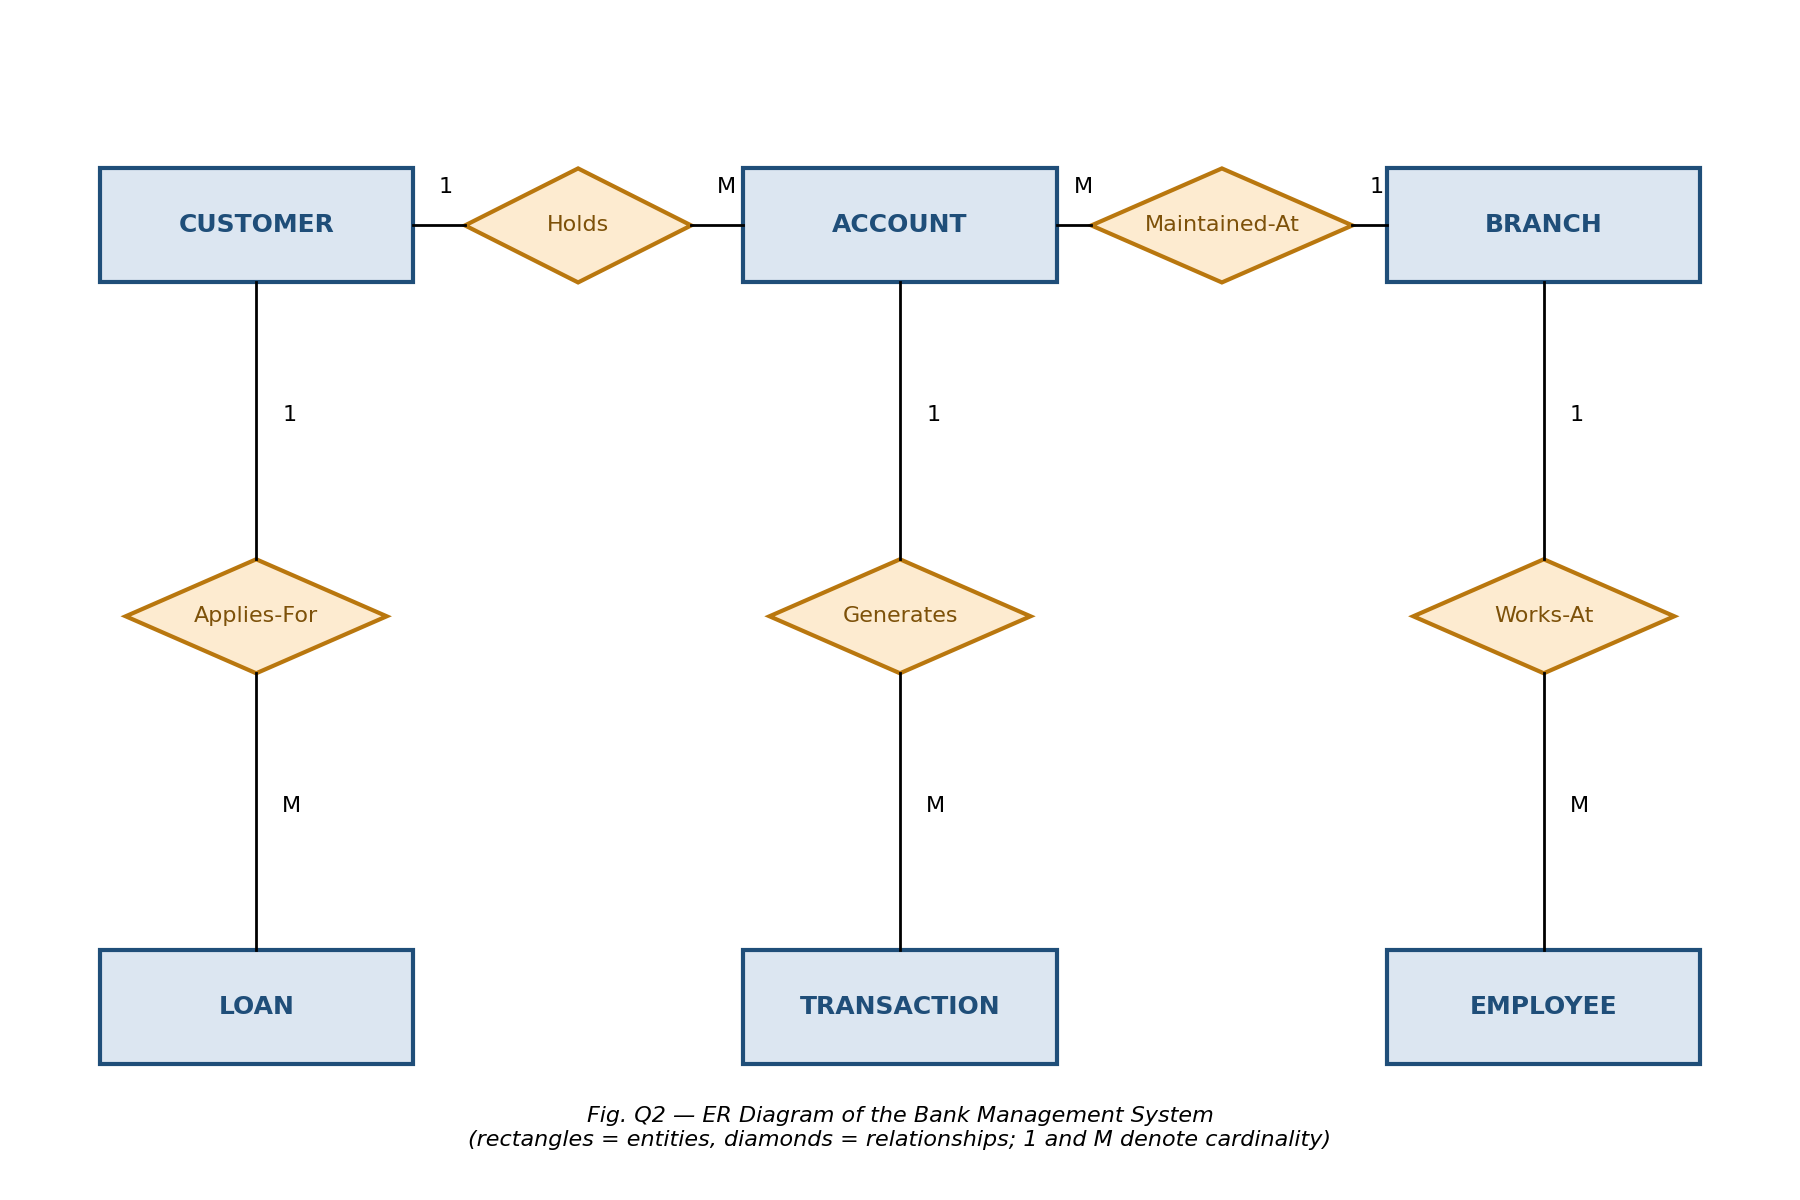 1
M
M
1
CUSTOMER
Holds
ACCOUNT
Maintained-At
BRANCH
1
1
1
Applies-For
Generates
Works-At
M
M
M
LOAN
TRANSACTION
EMPLOYEE
Fig. Q2 — ER Diagram of the Bank Management System
(rectangles = entities, diamonds = relationships; 1 and M denote cardinality)